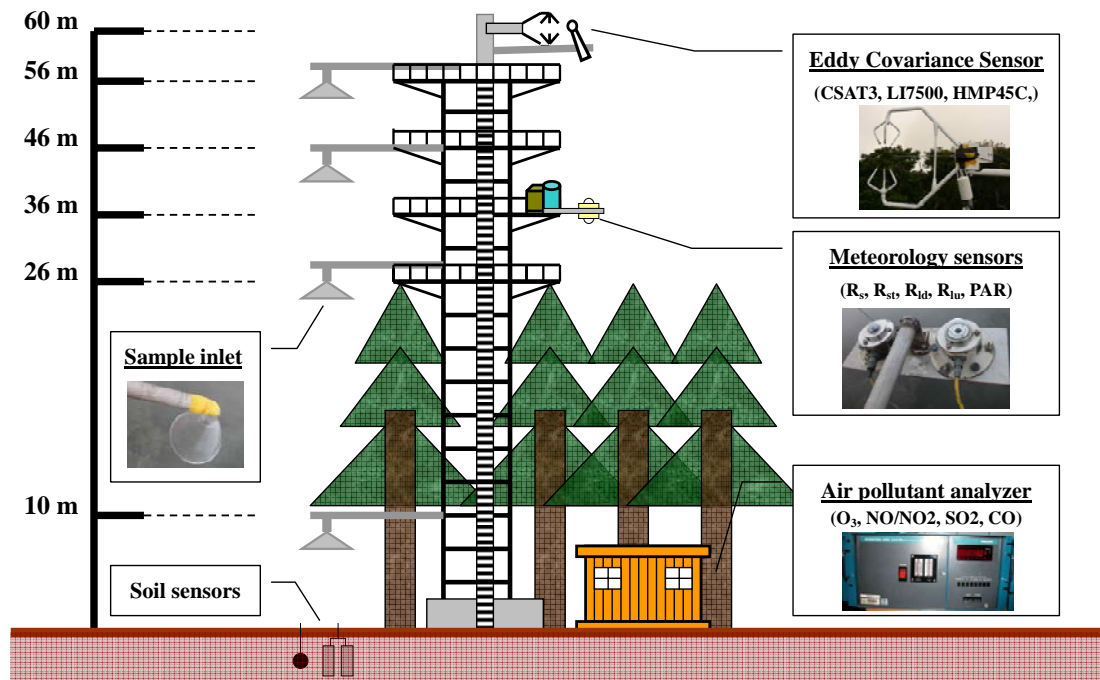 60 m
56 m
46 m
36 m
26 m
10 m
Sample inlet
Soil sensors
Eddy Covariance Sensor
(CSAT3, LI7500, HMP45C,)
Meteorology sensors
(Rs, Rst, Rld, Rlu, PAR)
Air pollutant analyzer
(O3, NO/NO2, SO2, CO)